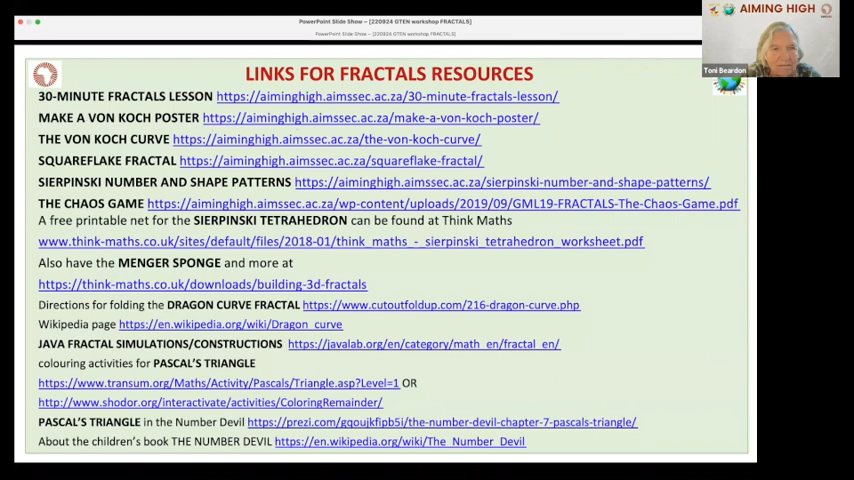 PowerPoint Slide Show – [220924 GTEN workshop FRACTALS]
PowerPoint Slide Show – [220924 GTEN workshop FRACTALS]
AIMING HIGH
Toni Beardon
LINKS FOR FRACTALS RESOURCES
30-MINUTE FRACTALS LESSON https://aiminghigh.aimssec.ac.za/30-minute-fractals-lesson/
MAKE A VON KOCH POSTER https://aiminghigh.aimssec.ac.za/make-a-von-koch-poster/
THE VON KOCH CURVE https://aiminghigh.aimssec.ac.za/the-von-koch-curve/
SQUAREFLAKE FRACTAL https://aiminghigh.aimssec.ac.za/squareflake-fractal/
SIERPINSKI NUMBER AND SHAPE PATTERNS https://aiminghigh.aimssec.ac.za/sierpinski-number-and-shape-patterns/
THE CHAOS GAME https://aiminghigh.aimssec.ac.za/wp-content/uploads/2019/09/GML19-FRACTALS-The-Chaos-Game.pdf
A free printable net for the SIERPINSKI TETRAHEDRON can be found at Think Maths
www.think-maths.co.uk/sites/default/files/2018-01/think_maths_-_sierpinski_tetrahedron_worksheet.pdf
Also have the MENGER SPONGE and more at
https://think-maths.co.uk/downloads/building-3d-fractals
Directions for folding the DRAGON CURVE FRACTAL https://www.cutoutfoldup.com/216-dragon-curve.php
Wikipedia page https://en.wikipedia.org/wiki/Dragon_curve
JAVA FRACTAL SIMULATIONS/CONSTRUCTIONS https://javalab.org/en/category/math_en/fractal_en/
colouring activities for PASCAL'S TRIANGLE
https://www.transum.org/Maths/Activity/Pascals/Triangle.asp?Level=1 OR
http://www.shodor.org/interactivate/activities/ColoringRemainder/
PASCAL'S TRIANGLE in the Number Devil https://prezi.com/gqoujkfipb5i/the-number-devil-chapter-7-pascals-triangle/
About the children's book THE NUMBER DEVIL https://en.wikipedia.org/wiki/The_Number_Devil